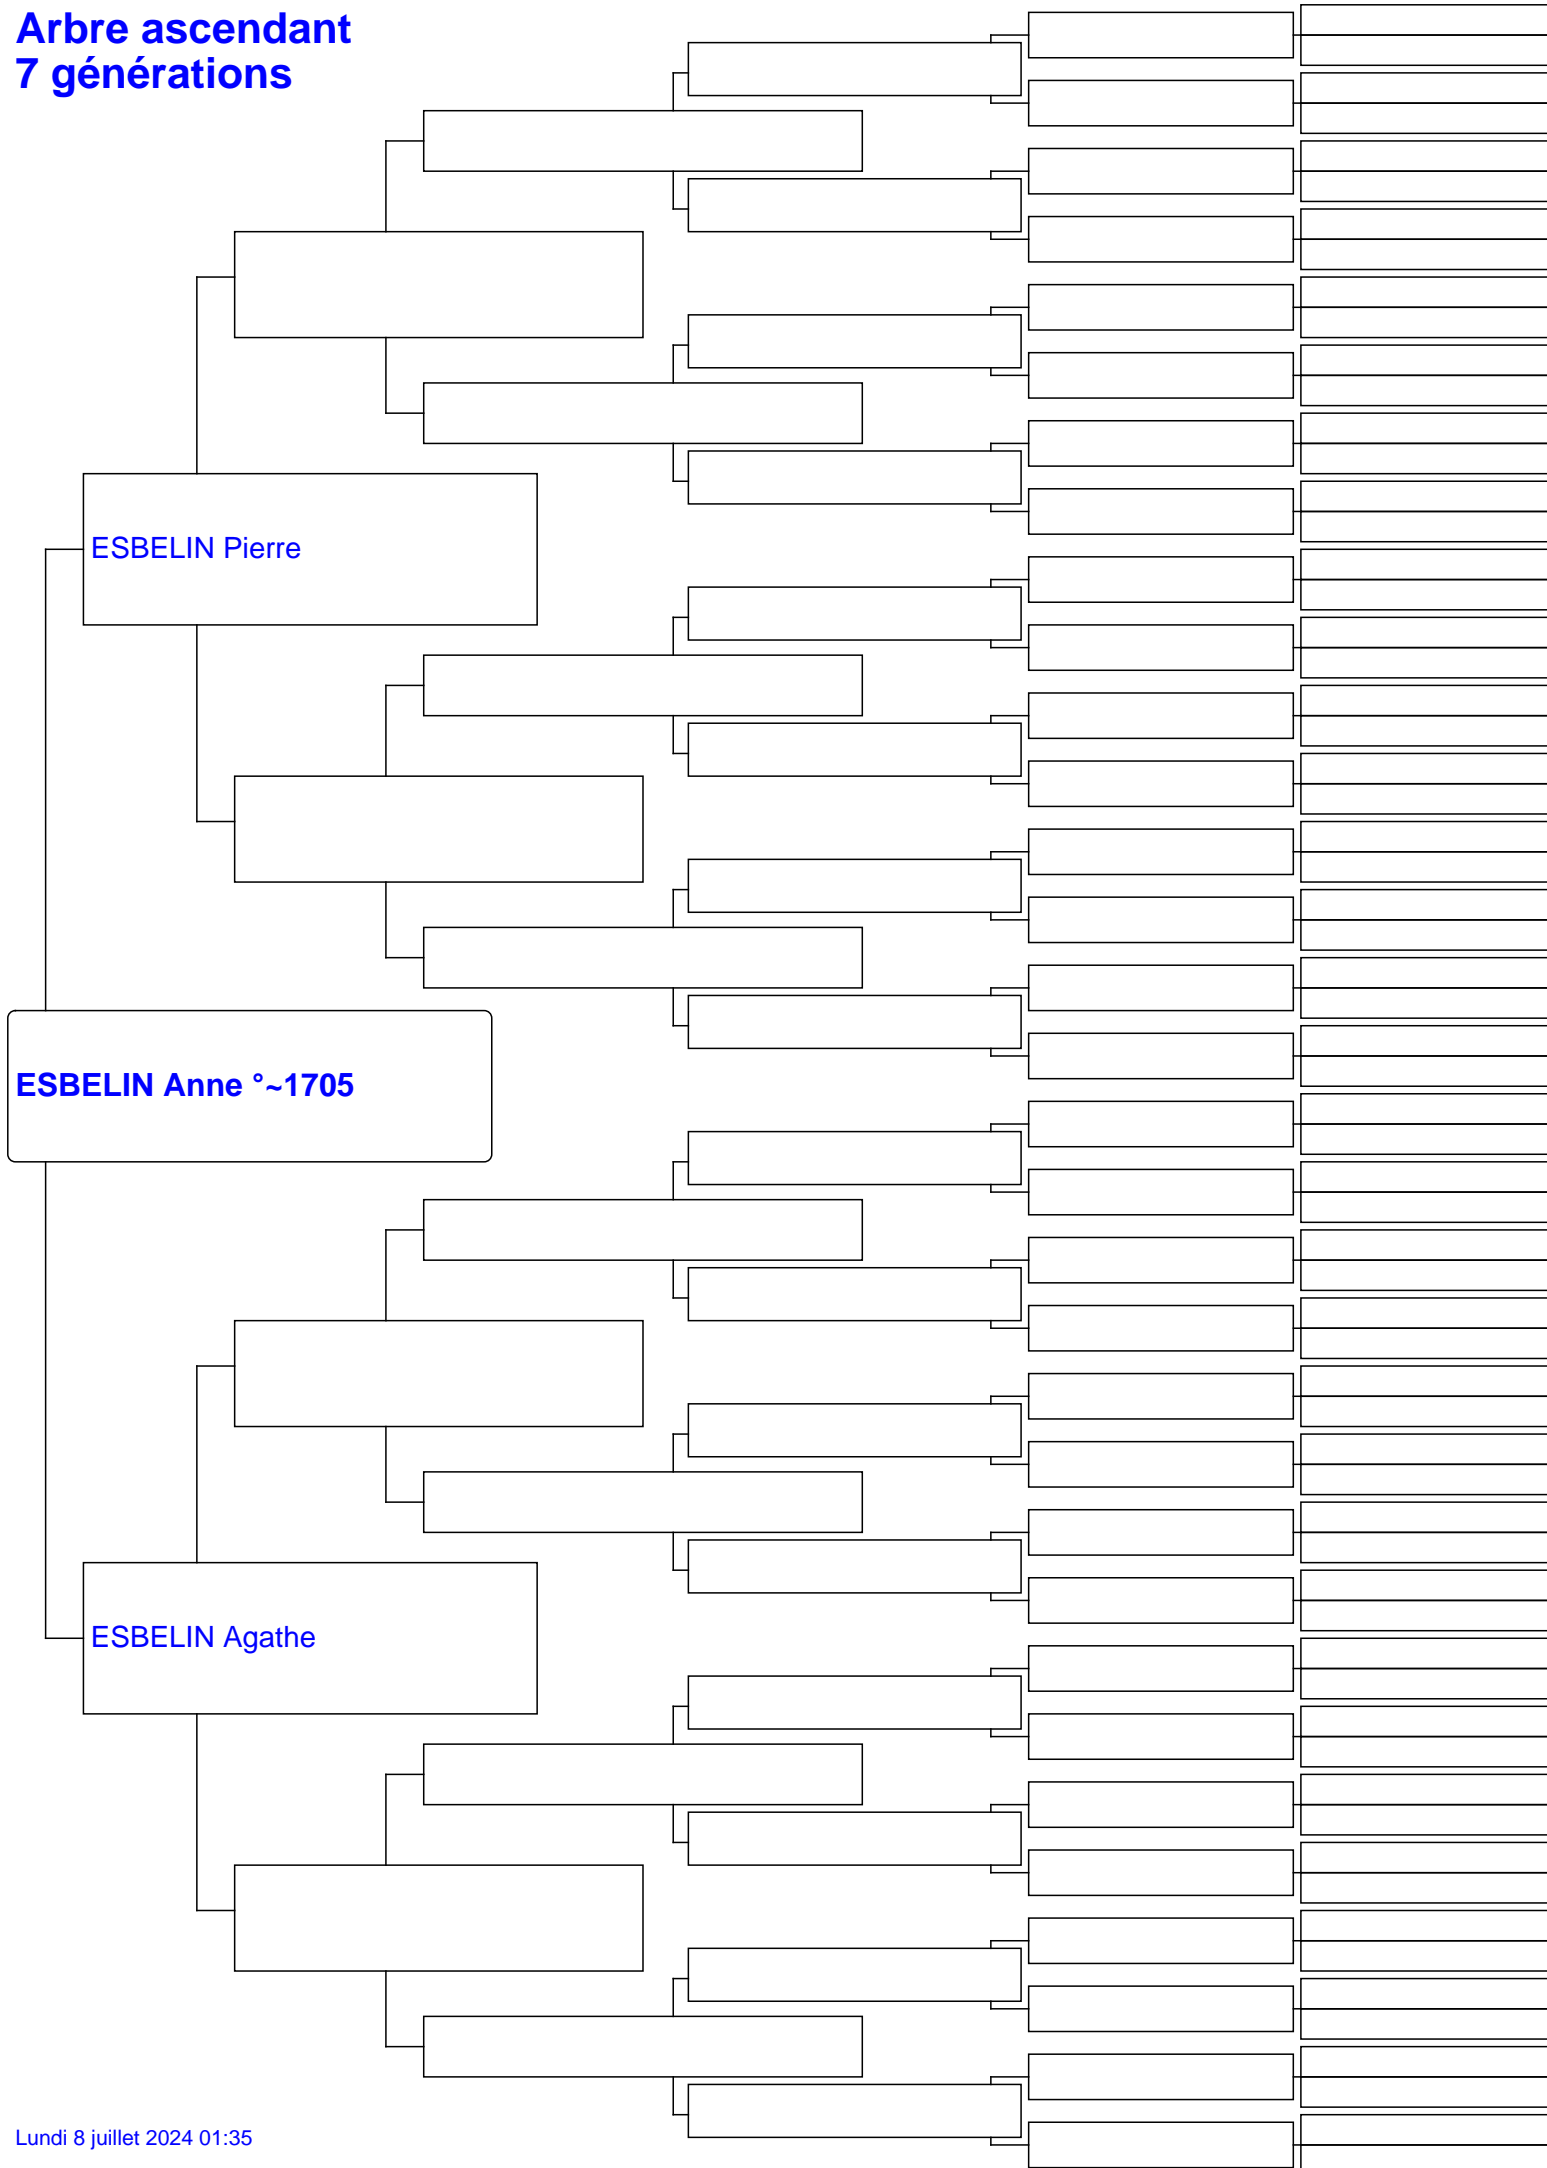 Arbre ascendant
7 générations
ESBELIN Pierre
ESBELIN Anne °~1705
ESBELIN Agathe
Lundi 8 juillet 2024 01:35